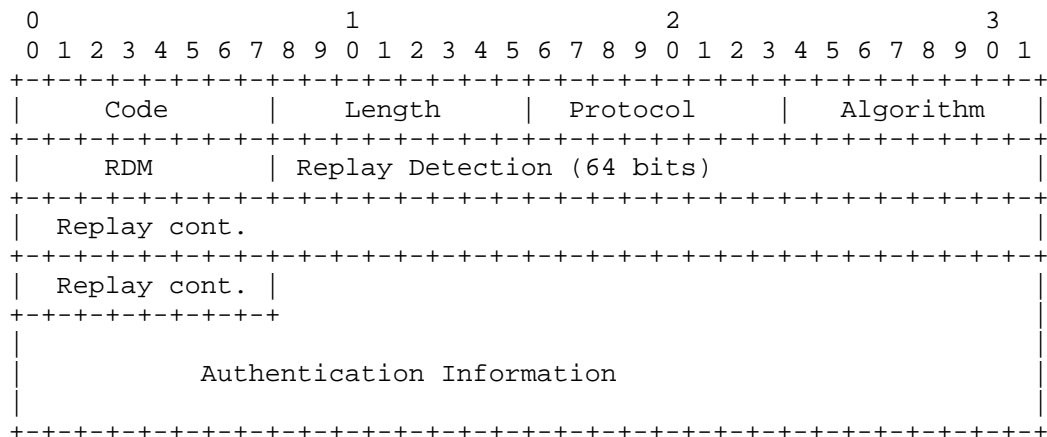 0                   1                   2                   3
 0 1 2 3 4 5 6 7 8 9 0 1 2 3 4 5 6 7 8 9 0 1 2 3 4 5 6 7 8 9 0 1
+-+-+-+-+-+-+-+-+-+-+-+-+-+-+-+-+-+-+-+-+-+-+-+-+-+-+-+-+-+-+-+-+
|     Code      |    Length     |  Protocol     |   Algorithm   |
+-+-+-+-+-+-+-+-+-+-+-+-+-+-+-+-+-+-+-+-+-+-+-+-+-+-+-+-+-+-+-+-+
|     RDM       | Replay Detection (64 bits)                    |
+-+-+-+-+-+-+-+-+-+-+-+-+-+-+-+-+-+-+-+-+-+-+-+-+-+-+-+-+-+-+-+-+
|  Replay cont.                                                 |
+-+-+-+-+-+-+-+-+-+-+-+-+-+-+-+-+-+-+-+-+-+-+-+-+-+-+-+-+-+-+-+-+
|  Replay cont. |                                               |
+-+-+-+-+-+-+-+-+                                               |
|                                                               |
|           Authentication Information                          |
|                                                               |
+-+-+-+-+-+-+-+-+-+-+-+-+-+-+-+-+-+-+-+-+-+-+-+-+-+-+-+-+-+-+-+-+